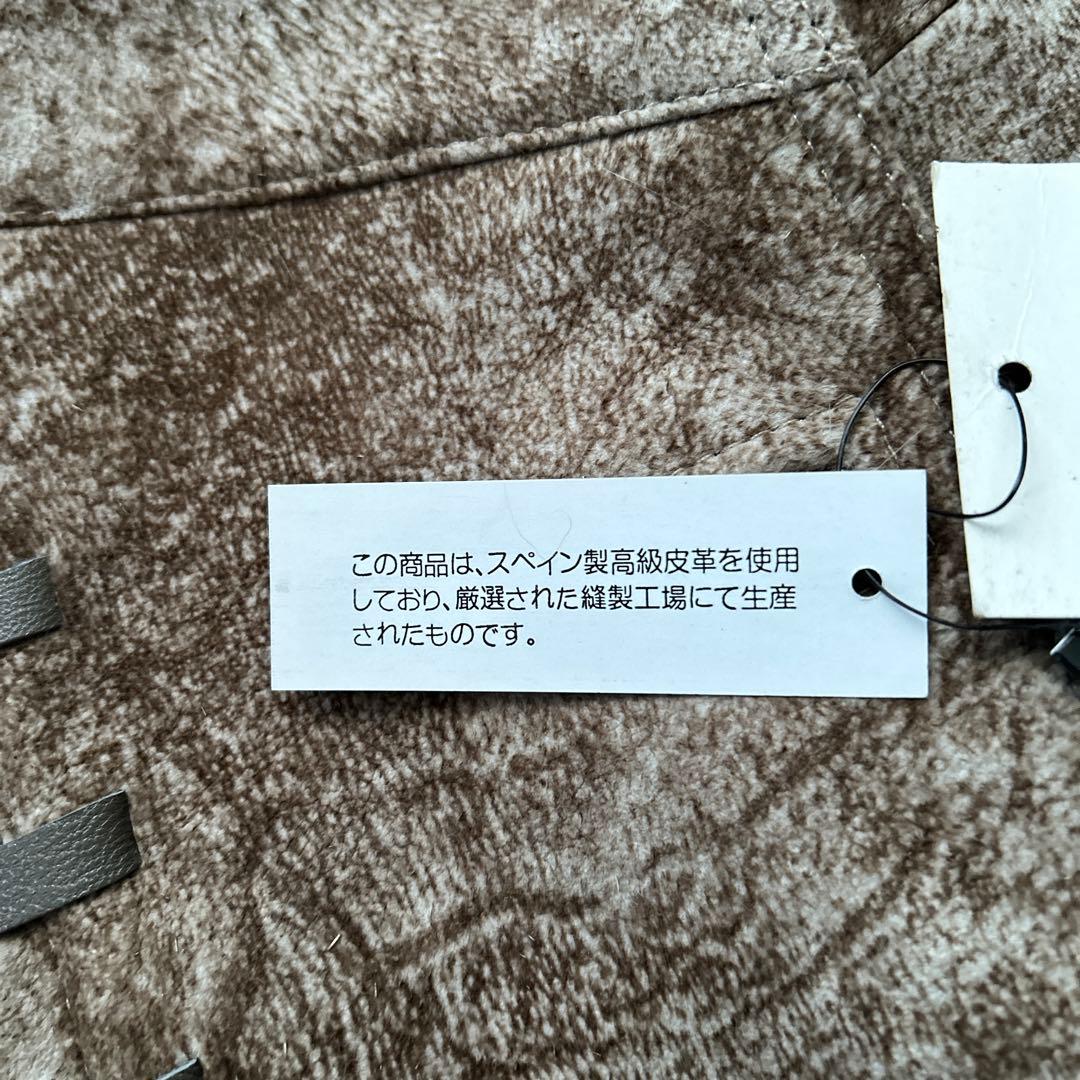 この商品は、スペイン製高級皮革を使用
しており、厳選された縫製工場にて生産
されたものです。